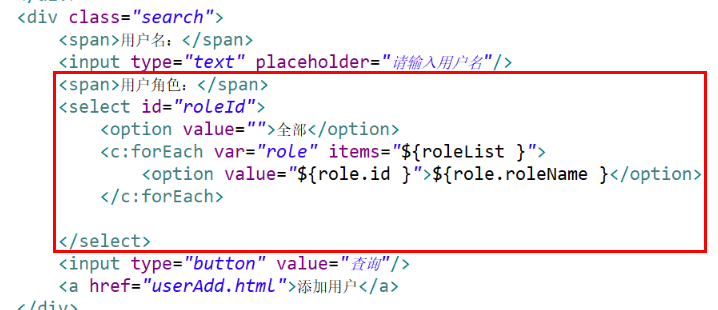 </div>
<div class="search">
<span>用户名：</span>
<input type="text" placeholder="请输入用户名"/>
<span>用户角色：</span>
<select id="roleId">
<option value="">全部</option>
<c:forEach var="role" items="${roleList }">
<option value="${role.id }">${role.roleName }</option>
</c:forEach>
</select>
<input type="button" value="查询"/>
<a href="userAdd.html">添加用户</a>
</div>